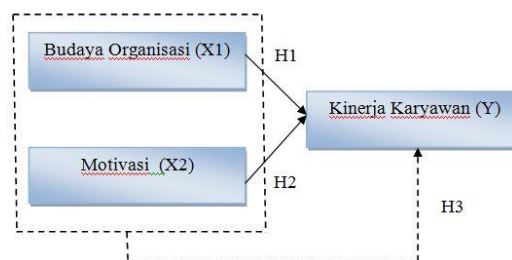 Budaya Organisasi (X1)
H1
Kinerja Karyawan (Y)
Motivasi (X2)
H2
H3